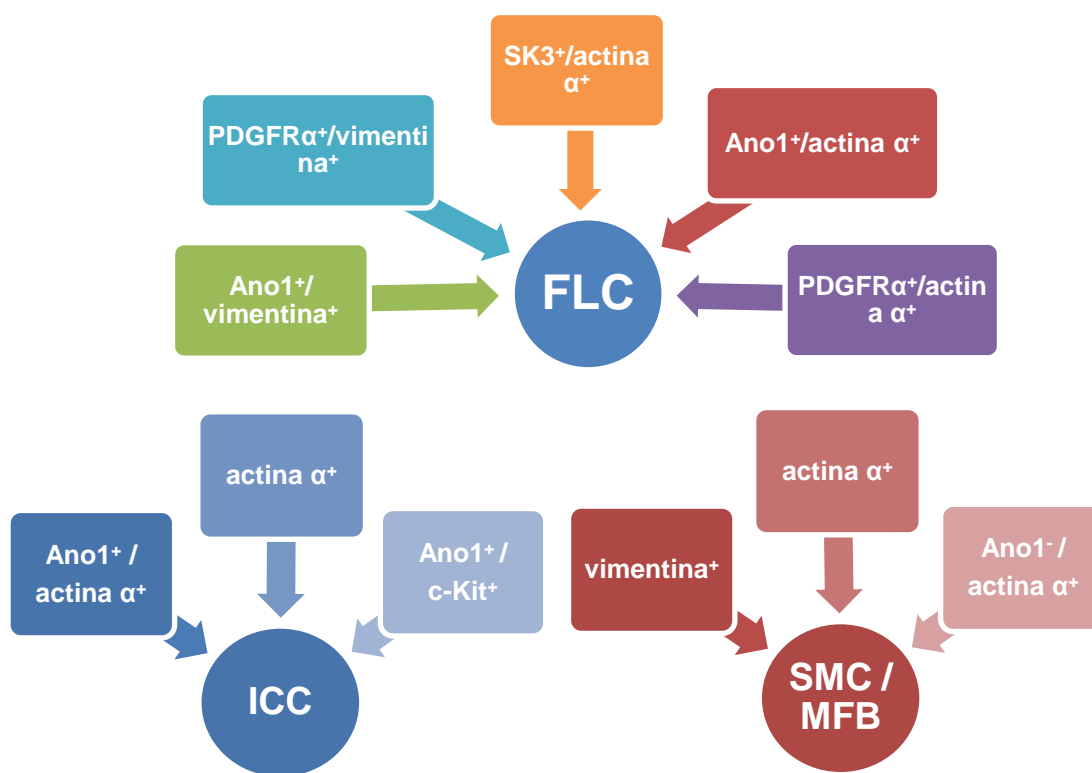 SK3⁺/actina
α⁺
PDGFRα⁺/vimenti
na⁺
Ano1⁺/actina α⁺
Ano1⁺/
vimentina⁺
FLC
PDGFRα⁺/actin
a α⁺
actina α⁺
Ano1⁺ /
actina α⁺
Ano1⁺ /
c-Kit⁺
ICC
actina α⁺
vimentina⁺
Ano1⁻ /
actina α⁺
SMC /
MFB